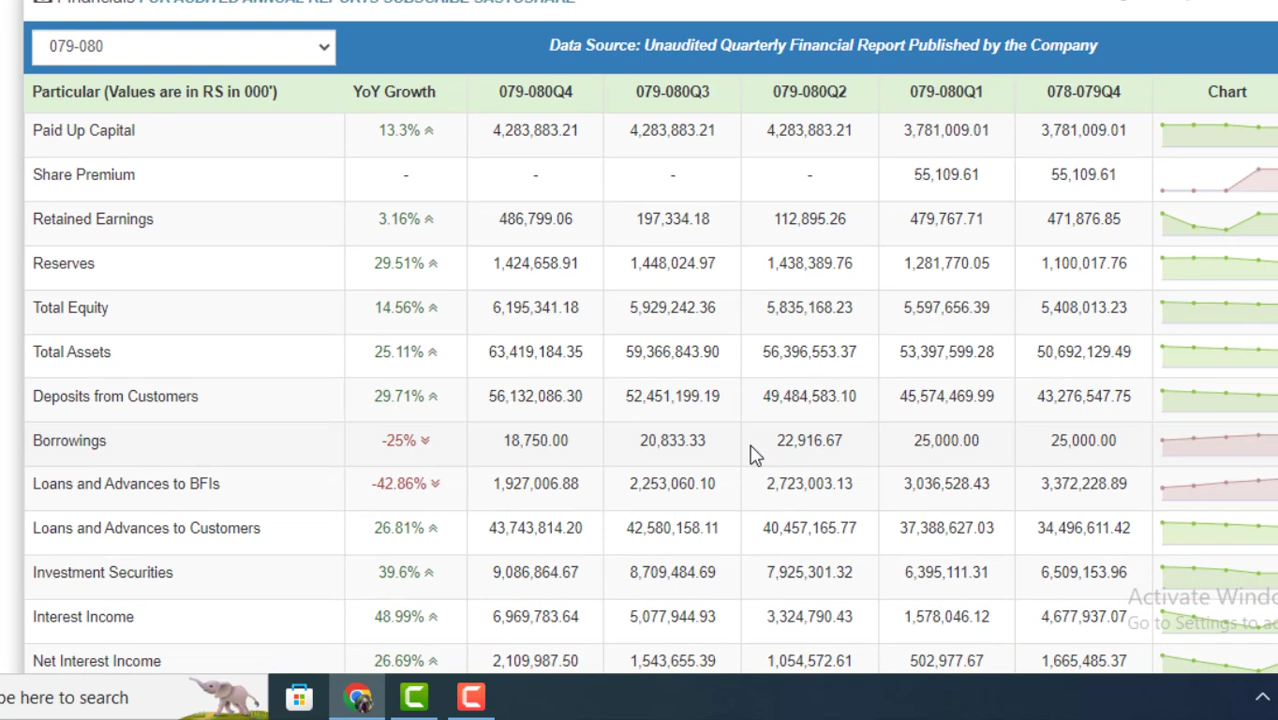 Financials FOR AUDITED ANNUAL REPORTS SUBSCRIBE SASTOSHARE
079-080 Data Source: Unaudited Quarterly Financial Report Published by the Company
Particular (Values are in RS in 000') YoY Growth 079-080Q4 079-080Q3 079-080Q2 079-080Q1 078-079Q4 Chart
Paid Up Capital 13.3% 4,283,883.21 4,283,883.21 4,283,883.21 3,781,009.01 3,781,009.01
Share Premium - - - - 55,109.61 55,109.61
Retained Earnings 3.16% 486,799.06 197,334.18 112,895.26 479,767.71 471,876.85
Reserves 29.51% 1,424,658.91 1,448,024.97 1,438,389.76 1,281,770.05 1,100,017.76
Total Equity 14.56% 6,195,341.18 5,929,242.36 5,835,168.23 5,597,656.39 5,408,013.23
Total Assets 25.11% 63,419,184.35 59,366,843.90 56,396,553.37 53,397,599.28 50,692,129.49
Deposits from Customers 29.71% 56,132,086.30 52,451,199.19 49,484,583.10 45,574,469.99 43,276,547.75
Borrowings -25% 18,750.00 20,833.33 22,916.67 25,000.00 25,000.00
Loans and Advances to BFIs -42.86% 1,927,006.88 2,253,060.10 2,723,003.13 3,036,528.43 3,372,228.89
Loans and Advances to Customers 26.81% 43,743,814.20 42,580,158.11 40,457,165.77 37,388,627.03 34,496,611.42
Investment Securities 39.6% 9,086,864.67 8,709,484.69 7,925,301.32 6,395,111.31 6,509,153.96
Activate Windo
Interest Income 48.99% 6,969,783.64 5,077,944.93 3,324,790.43 1,578,046.12 4,677,937.07
Go to Settings to ac
Net Interest Income 26.69% 2,109,987.50 1,543,655.39 1,054,572.61 502,977.67 1,665,485.37
pe here to search